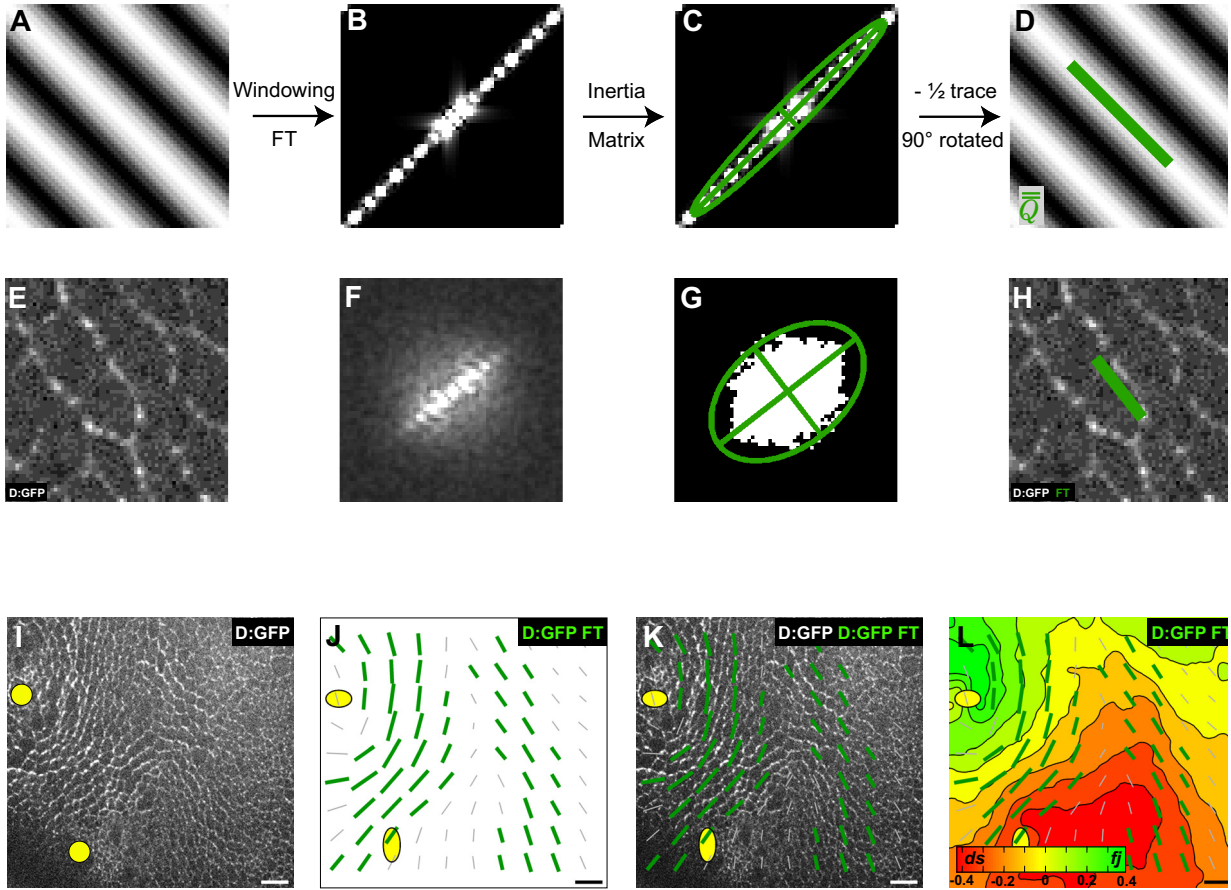 A
Windowing
FT
B
Inertia
Matrix
C
- ½ trace
90° rotated
D
Q
E
D:GFP
F
G
H
D:GFP FT
I
D:GFP
J
D:GFP FT
K
D:GFP D:GFP FT
L
D:GFP FT
ds fj
-0.4 -0.2 0 0.2 0.4